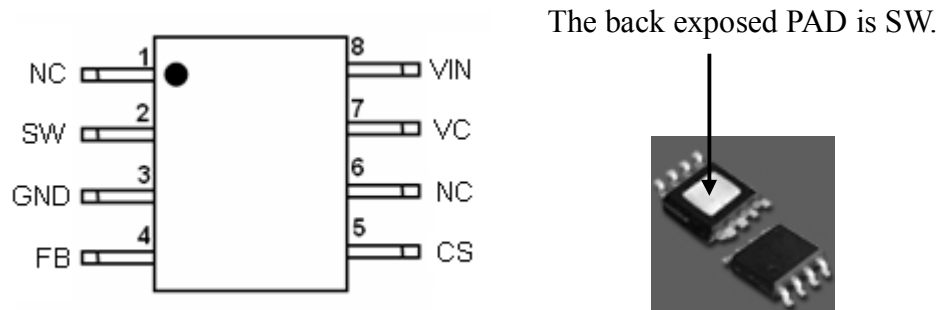 The back exposed PAD is SW.
NC 1 8 VIN
SW 2 7 VC
GND 3 6 NC
FB 4 5 CS